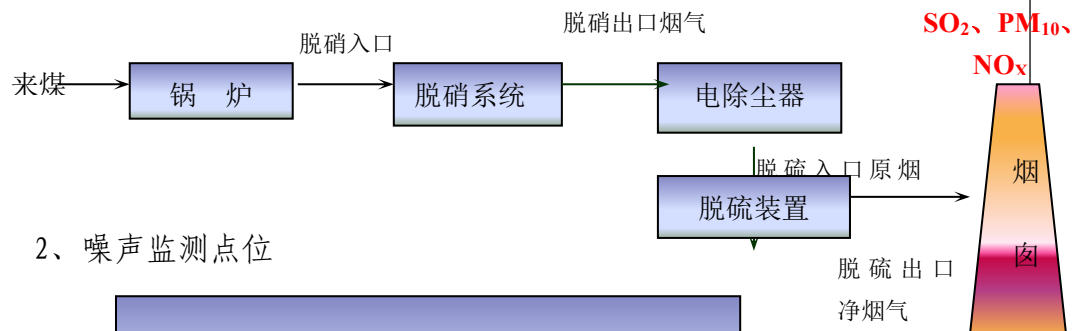 脱硝出口烟气
SO₂、PM₁₀、
NOx
脱硝入口
来煤
锅 炉
脱硝系统
电除尘器
脱硫入口原烟
脱硫装置
烟
囱
2、噪声监测点位
脱硫出口
净烟气